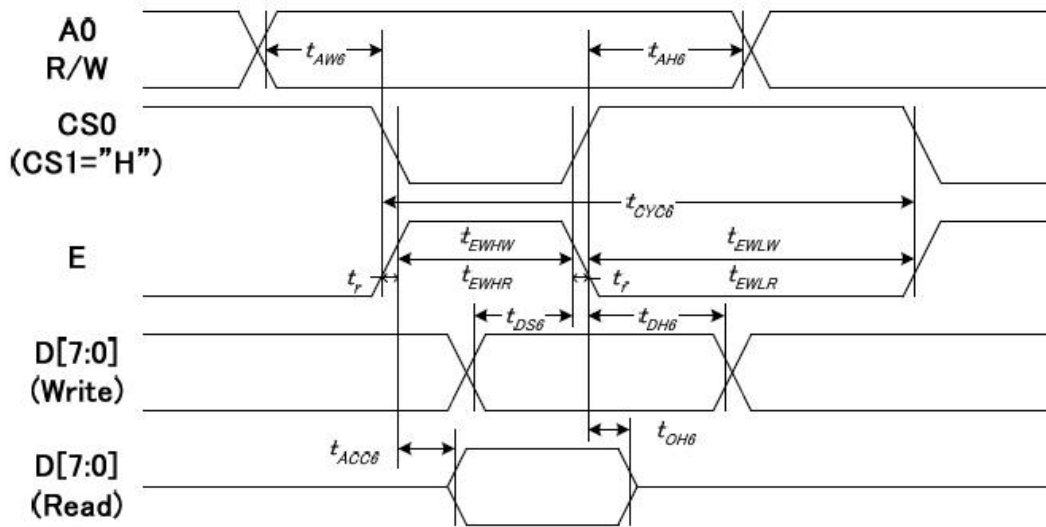 A0
R/W
tAW6
tAH6
CS0
(CS1="H")
tCYC6
E
tr
tEWHW
tEWHR
tf
tEWLW
tEWLR
tDS6
tDH6
D[7:0]
(Write)
tACC6
tOH6
D[7:0]
(Read)